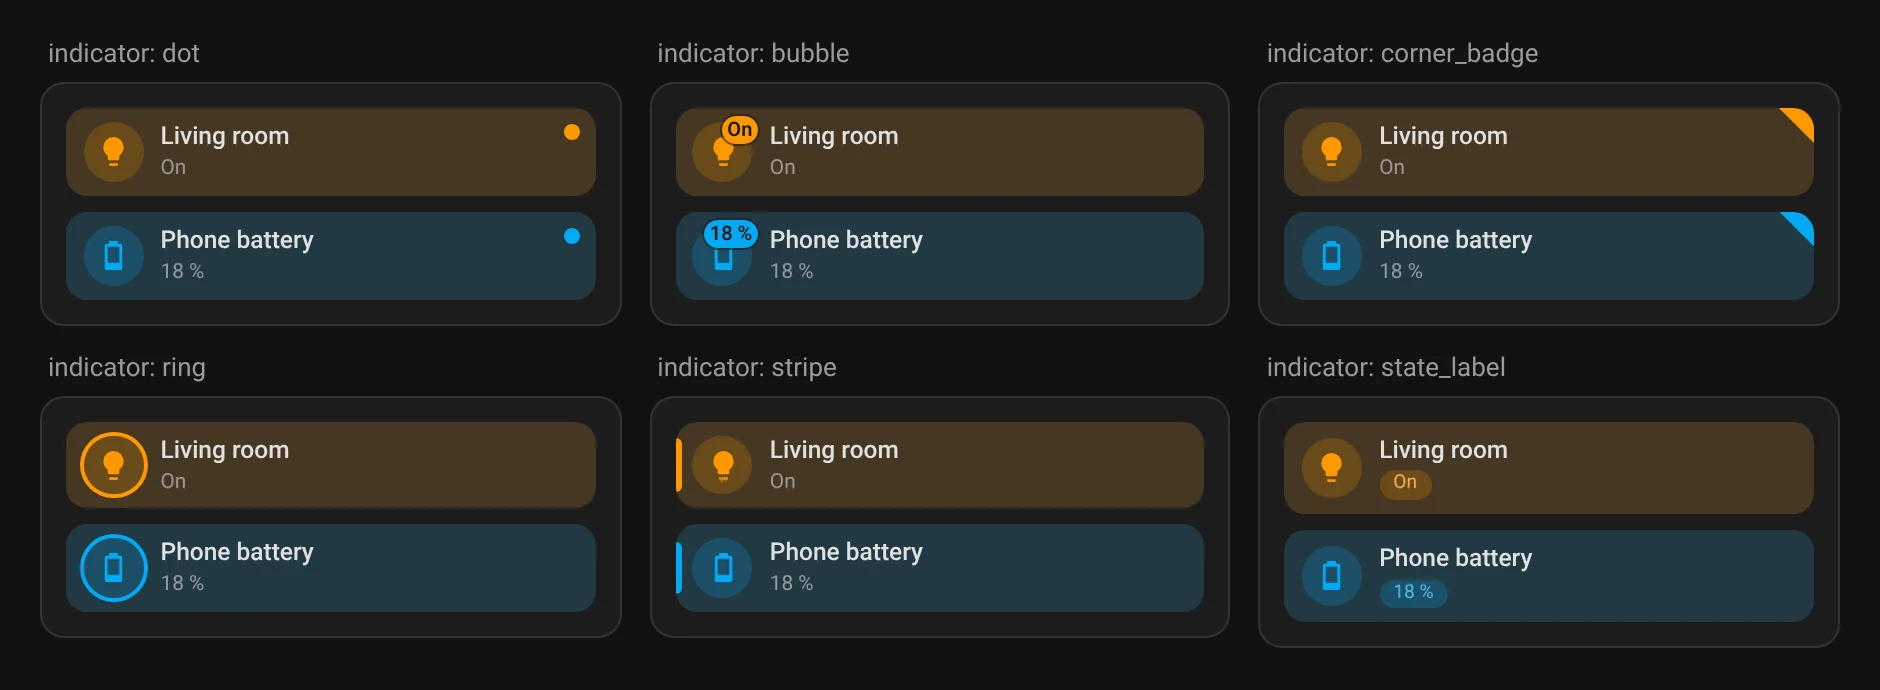 indicator: dot
Living room
On
Phone battery
18 %
indicator: bubble
On
Living room
On
18 %
Phone battery
18 %
indicator: corner_badge
Living room
On
Phone battery
18 %
indicator: ring
Living room
On
Phone battery
18 %
indicator: stripe
Living room
On
Phone battery
18 %
indicator: state_label
Living room
On
Phone battery
18 %